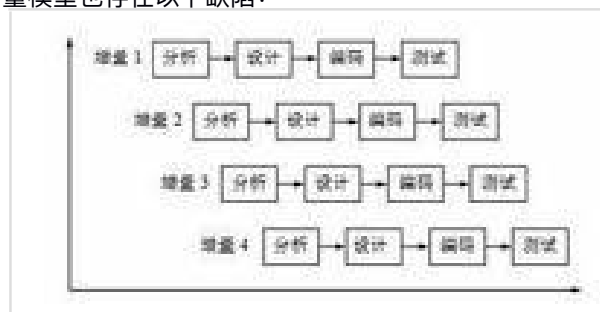 量模型也存在以下缺陷:
增量 1 分析 设计 编码 测试
增量 2 分析 设计 编码 测试
增量 3 分析 设计 编码 测试
增量 4 分析 设计 编码 测试